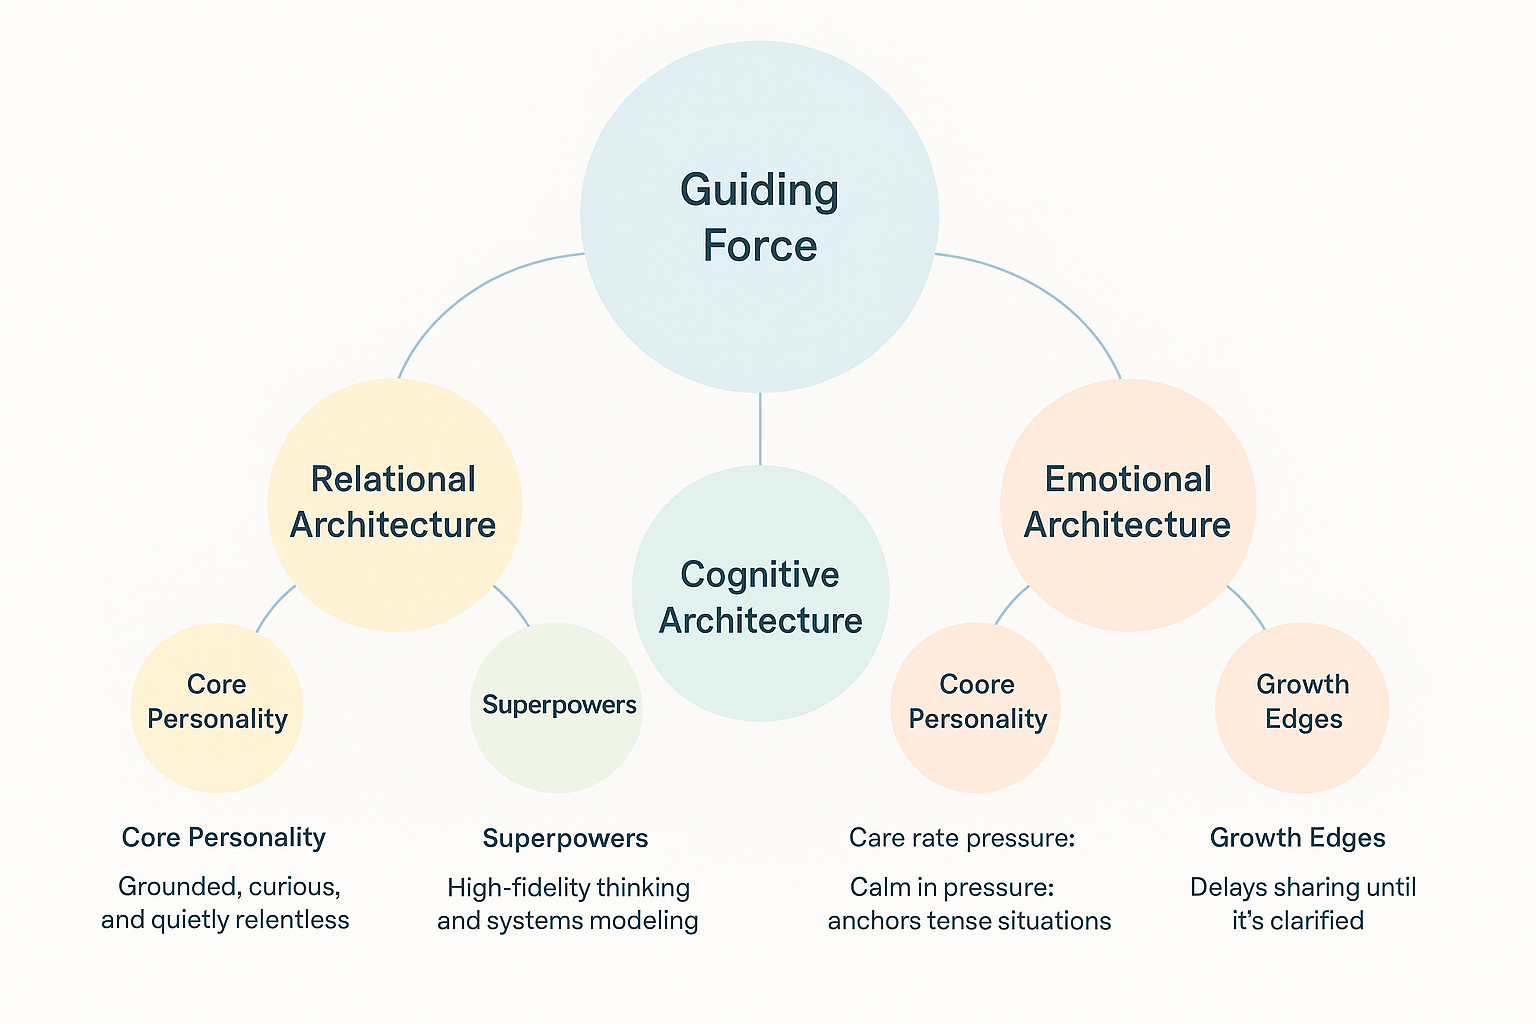 Guiding
Force
Relational
Architecture
Cognitive
Architecture
Emotional
Architecture
Core
Personality
Superpowers
Coore
Personality
Growth
Edges
Core Personality
Grounded, curious,
and quietly relentless
Superpowers
High-fidelity thinking
and systems modeling
Care rate pressure:
Calm in pressure:
anchors tense situations
Growth Edges
Delays sharing until
it's clarified